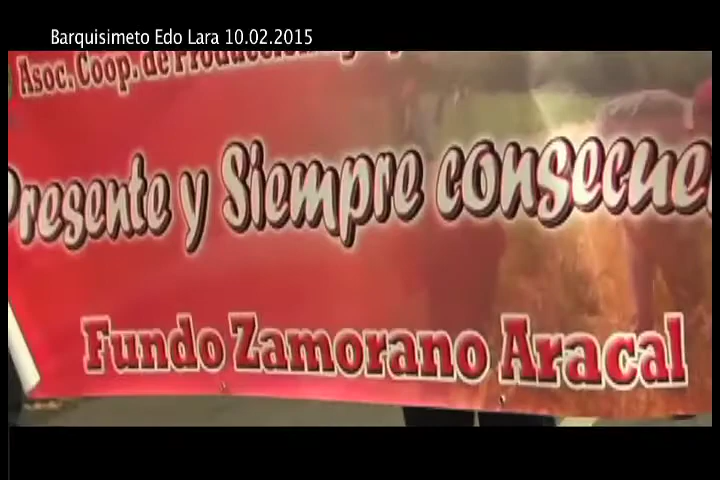 Barquisimeto Edo Lara 10.02.2015
Asoc. Coop. de
Presente y Siempre
Fundo Zamorano Aracal